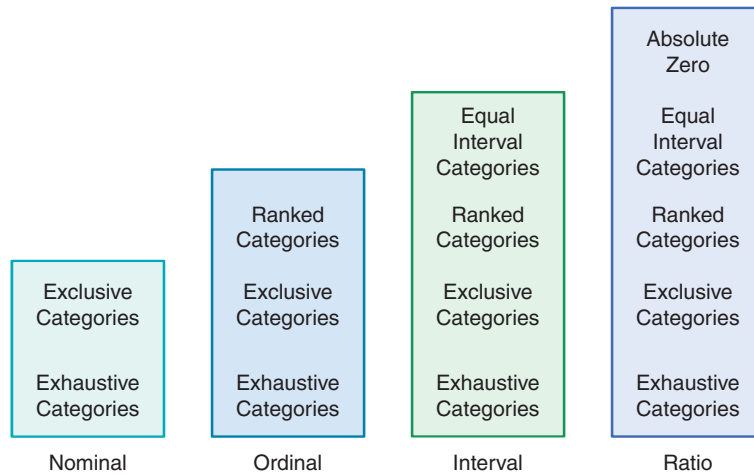 Exclusive
Categories
Exhaustive
Categories
Nominal
Ranked
Categories
Exclusive
Categories
Exhaustive
Categories
Ordinal
Equal
Interval
Categories
Ranked
Categories
Exclusive
Categories
Exhaustive
Categories
Interval
Absolute
Zero
Equal
Interval
Categories
Ranked
Categories
Exclusive
Categories
Exhaustive
Categories
Ratio